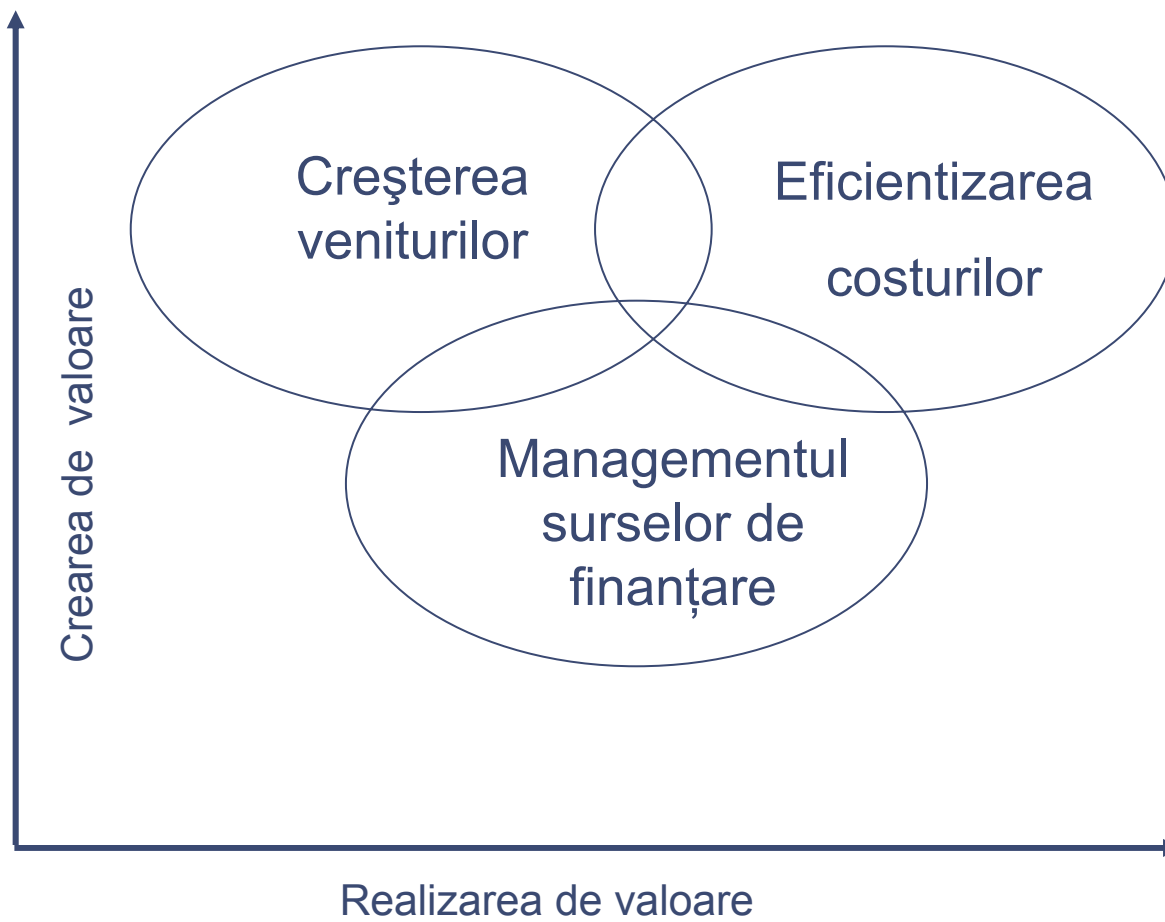 Creşterea
veniturilor
Eficientizarea
costurilor
Managementul
surselor de
finanțare
Crearea de valoare
Realizarea de valoare